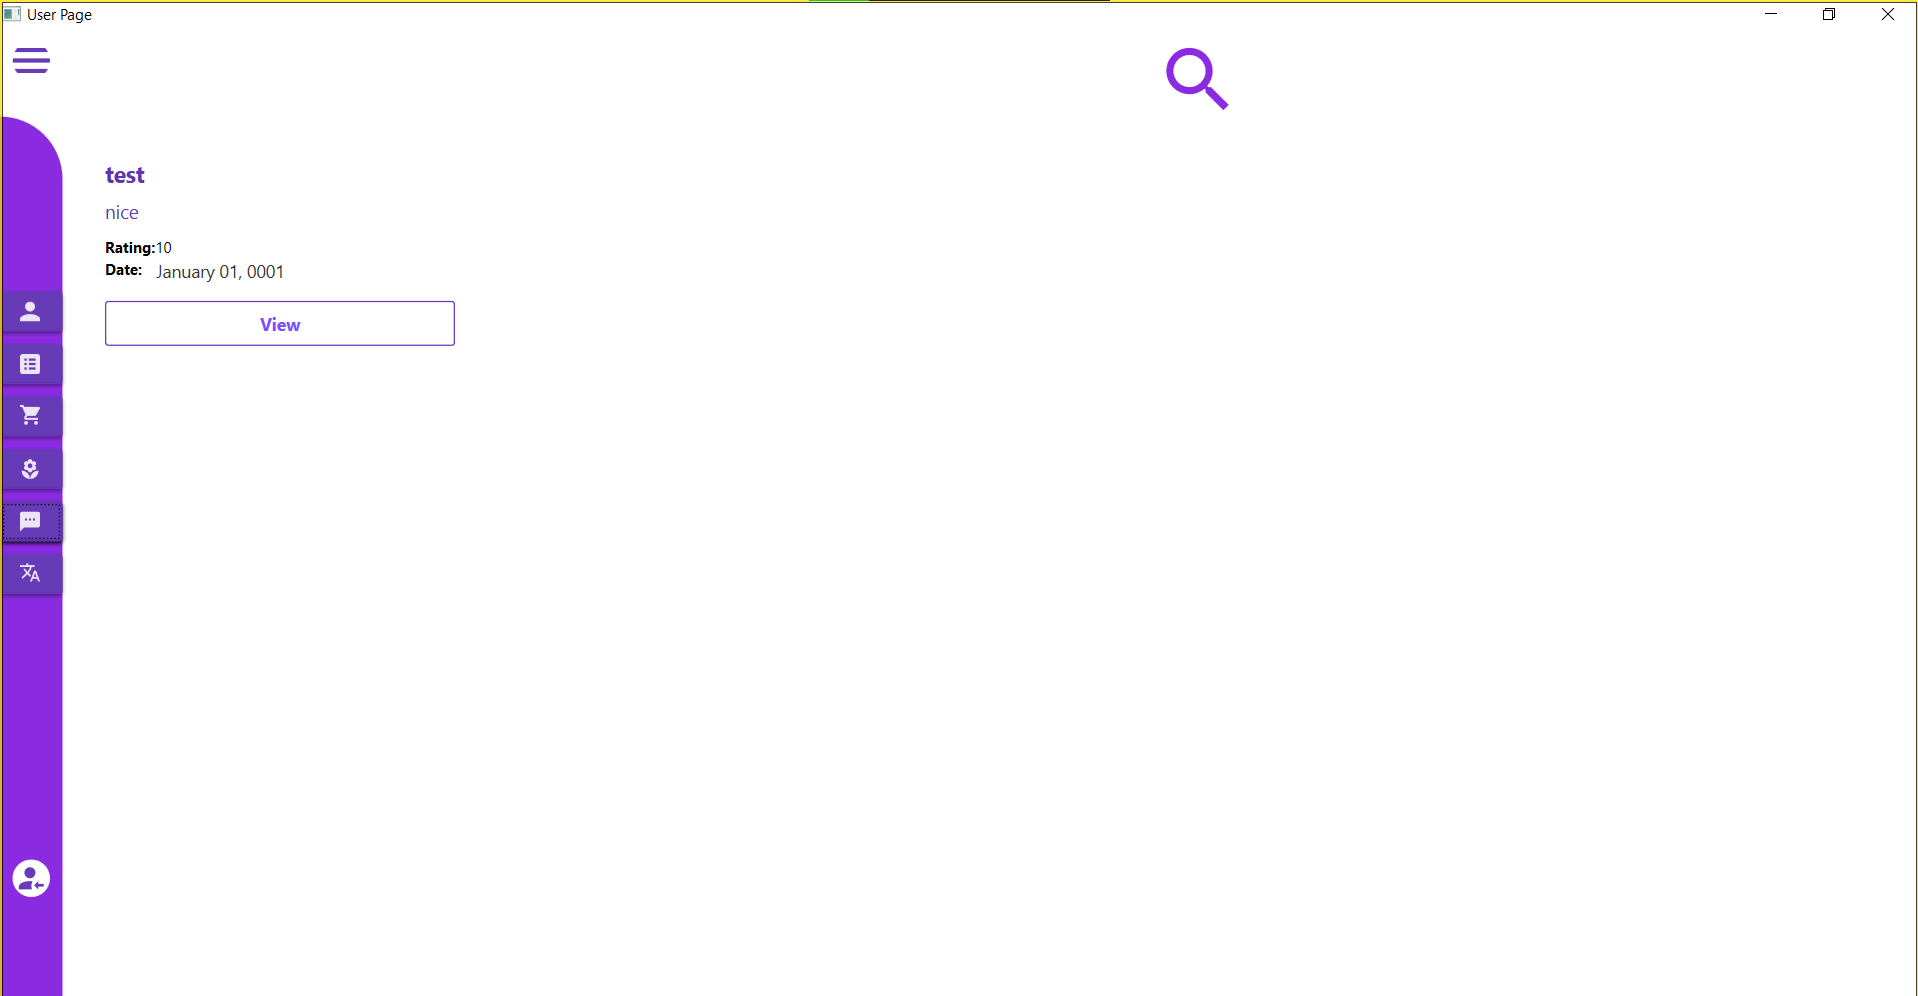 User Page
test
nice
Rating:10
Date: January 01, 0001
View